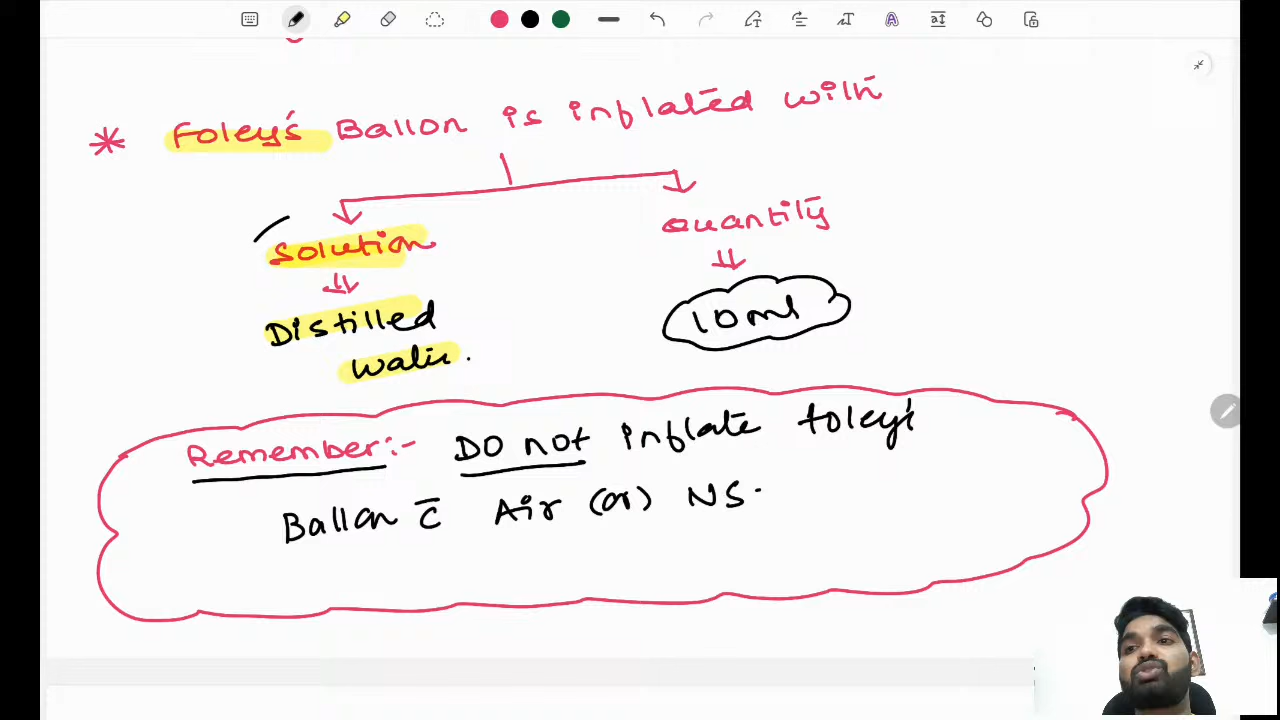 * Foley's Ballon is inflated with
Solution
Quantity
Distilled
water.
10ml
Remember:- DO not inflate foley's
Ballon c̄ Air (or) NS.